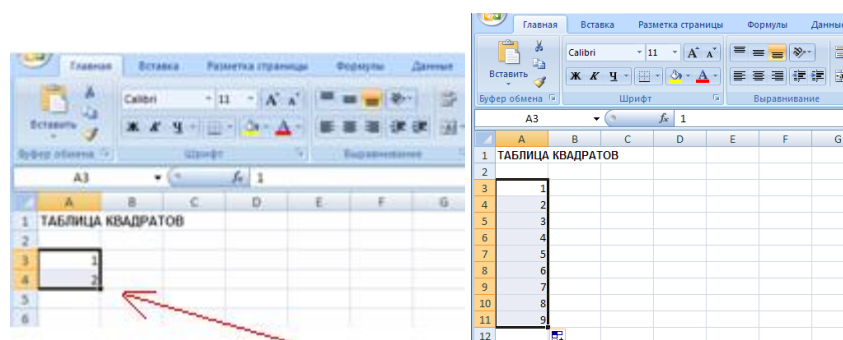 Главная Вставка Разметка страницы Формулы Данные
Calibri 11 A A
Вставить Ж К Ч A
Буфер обмена Шрифт Выравнивание
A3 fx 1
A B C D E F G
1 ТАБЛИЦА КВАДРАТОВ
2
3 1
4 2
5
6
Главная Вставка Разметка страницы Формулы Данны
Calibri 11 A A
Вставить Ж К Ч A
Буфер обмена Шрифт Выравнивание
A3 fx 1
A B C D E F G
1 ТАБЛИЦА КВАДРАТОВ
2
3 1
4 2
5 3
6 4
7 5
8 6
9 7
10 8
11 9
12